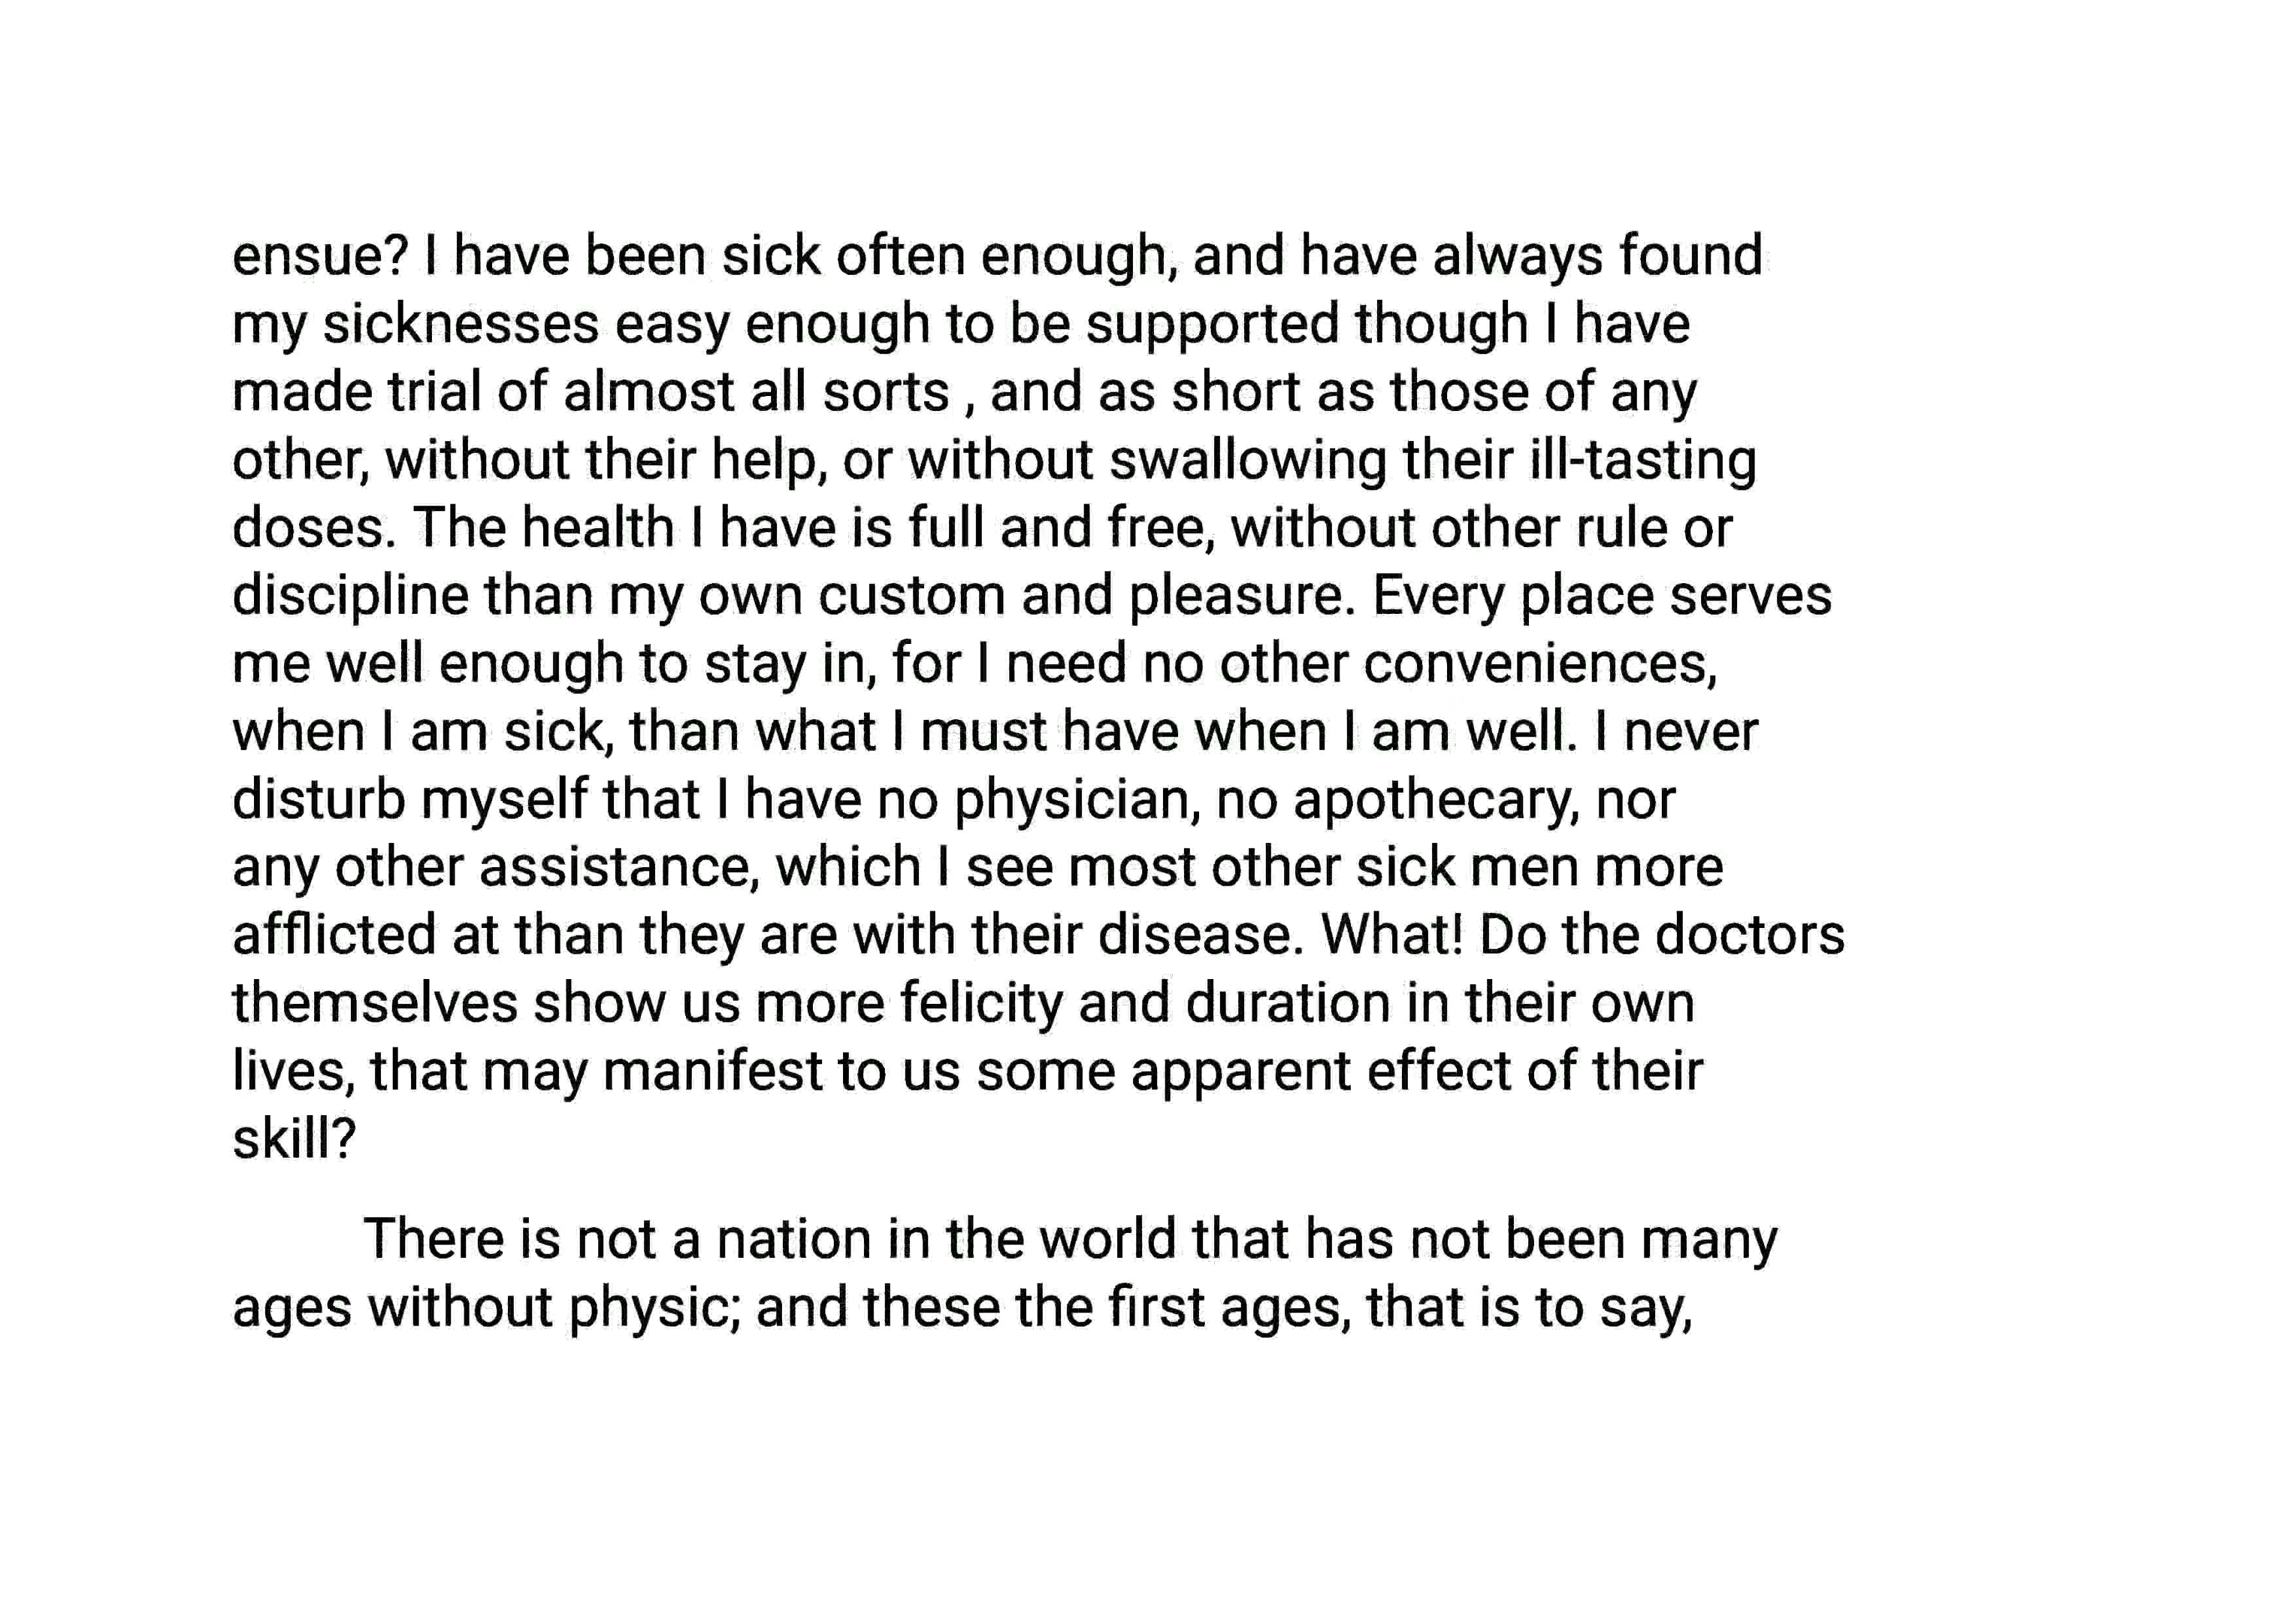 ensue? I have been sick often enough, and have always found
my sicknesses easy enough to be supported though I have
made trial of almost all sorts , and as short as those of any
other, without their help, or without swallowing their ill-tasting
doses. The health I have is full and free, without other rule or
discipline than my own custom and pleasure. Every place serves
me well enough to stay in, for I need no other conveniences,
when I am sick, than what I must have when I am well. I never
disturb myself that I have no physician, no apothecary, nor
any other assistance, which I see most other sick men more
afflicted at than they are with their disease. What! Do the doctors
themselves show us more felicity and duration in their own
lives, that may manifest to us some apparent effect of their
skill?
There is not a nation in the world that has not been many
ages without physic; and these the first ages, that is to say,